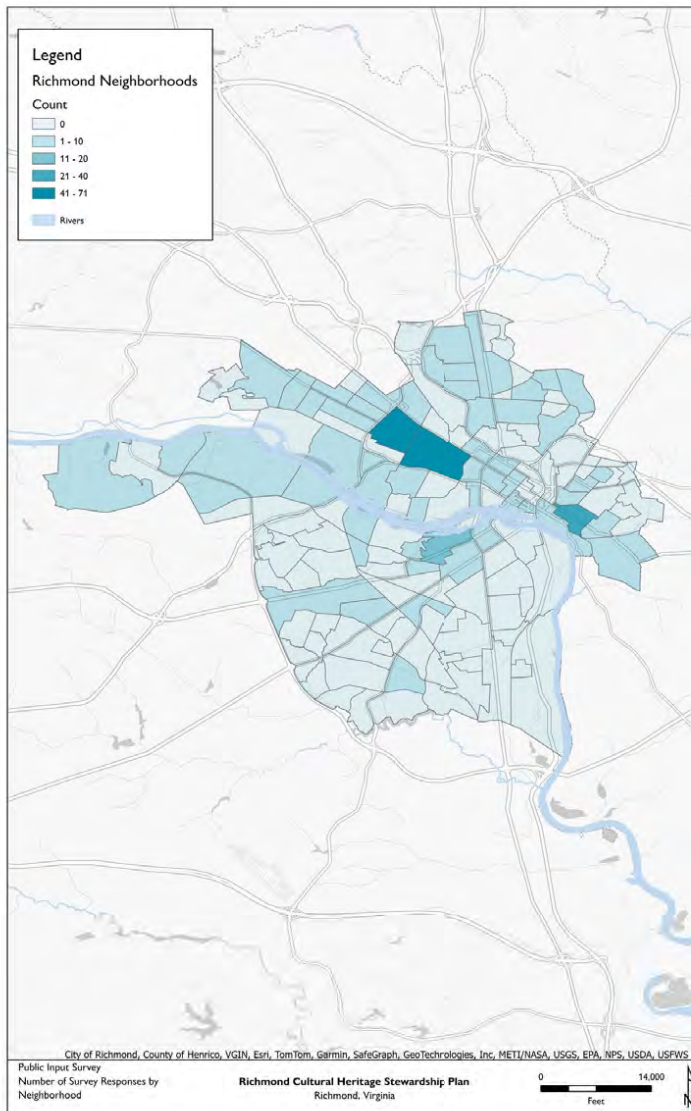 Legend
Richmond Neighborhoods
Count
0
1 - 10
11 - 20
21 - 40
41 - 71
Rivers
City of Richmond, County of Henrico, VGIN, Esri, TomTom, Garmin, SafeGraph, GeoTechnologies, Inc, METI/NASA, USGS, EPA, NPS, USDA, USFWS
Public Input Survey
Number of Survey Responses by
Neighborhood
Richmond Cultural Heritage Stewardship Plan
Richmond, Virginia
0 14,000
Feet